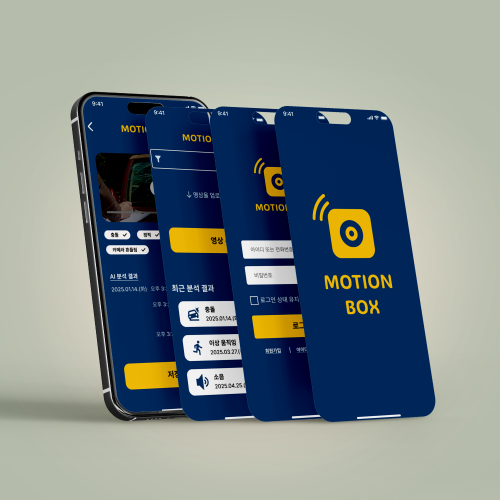 9:41
MOTI
충돌
경적
카메라 흔들림
AI 분석 결과
2025.01.14.(화) 오후 3:
오후 3:
오후 3:
저장
9:41
MOTIO
영상을 업로
영상
최근 분석 결과
충돌
2025.01.14.(
이상 움직임
2025.03.27.(
소음
2025.04.25.(
9:41
MOTION
아이디 또는 전화번호
비밀번호
로그인 상태 유지
로그
회원가입 | 아이디
9:41
MOTION
BOX